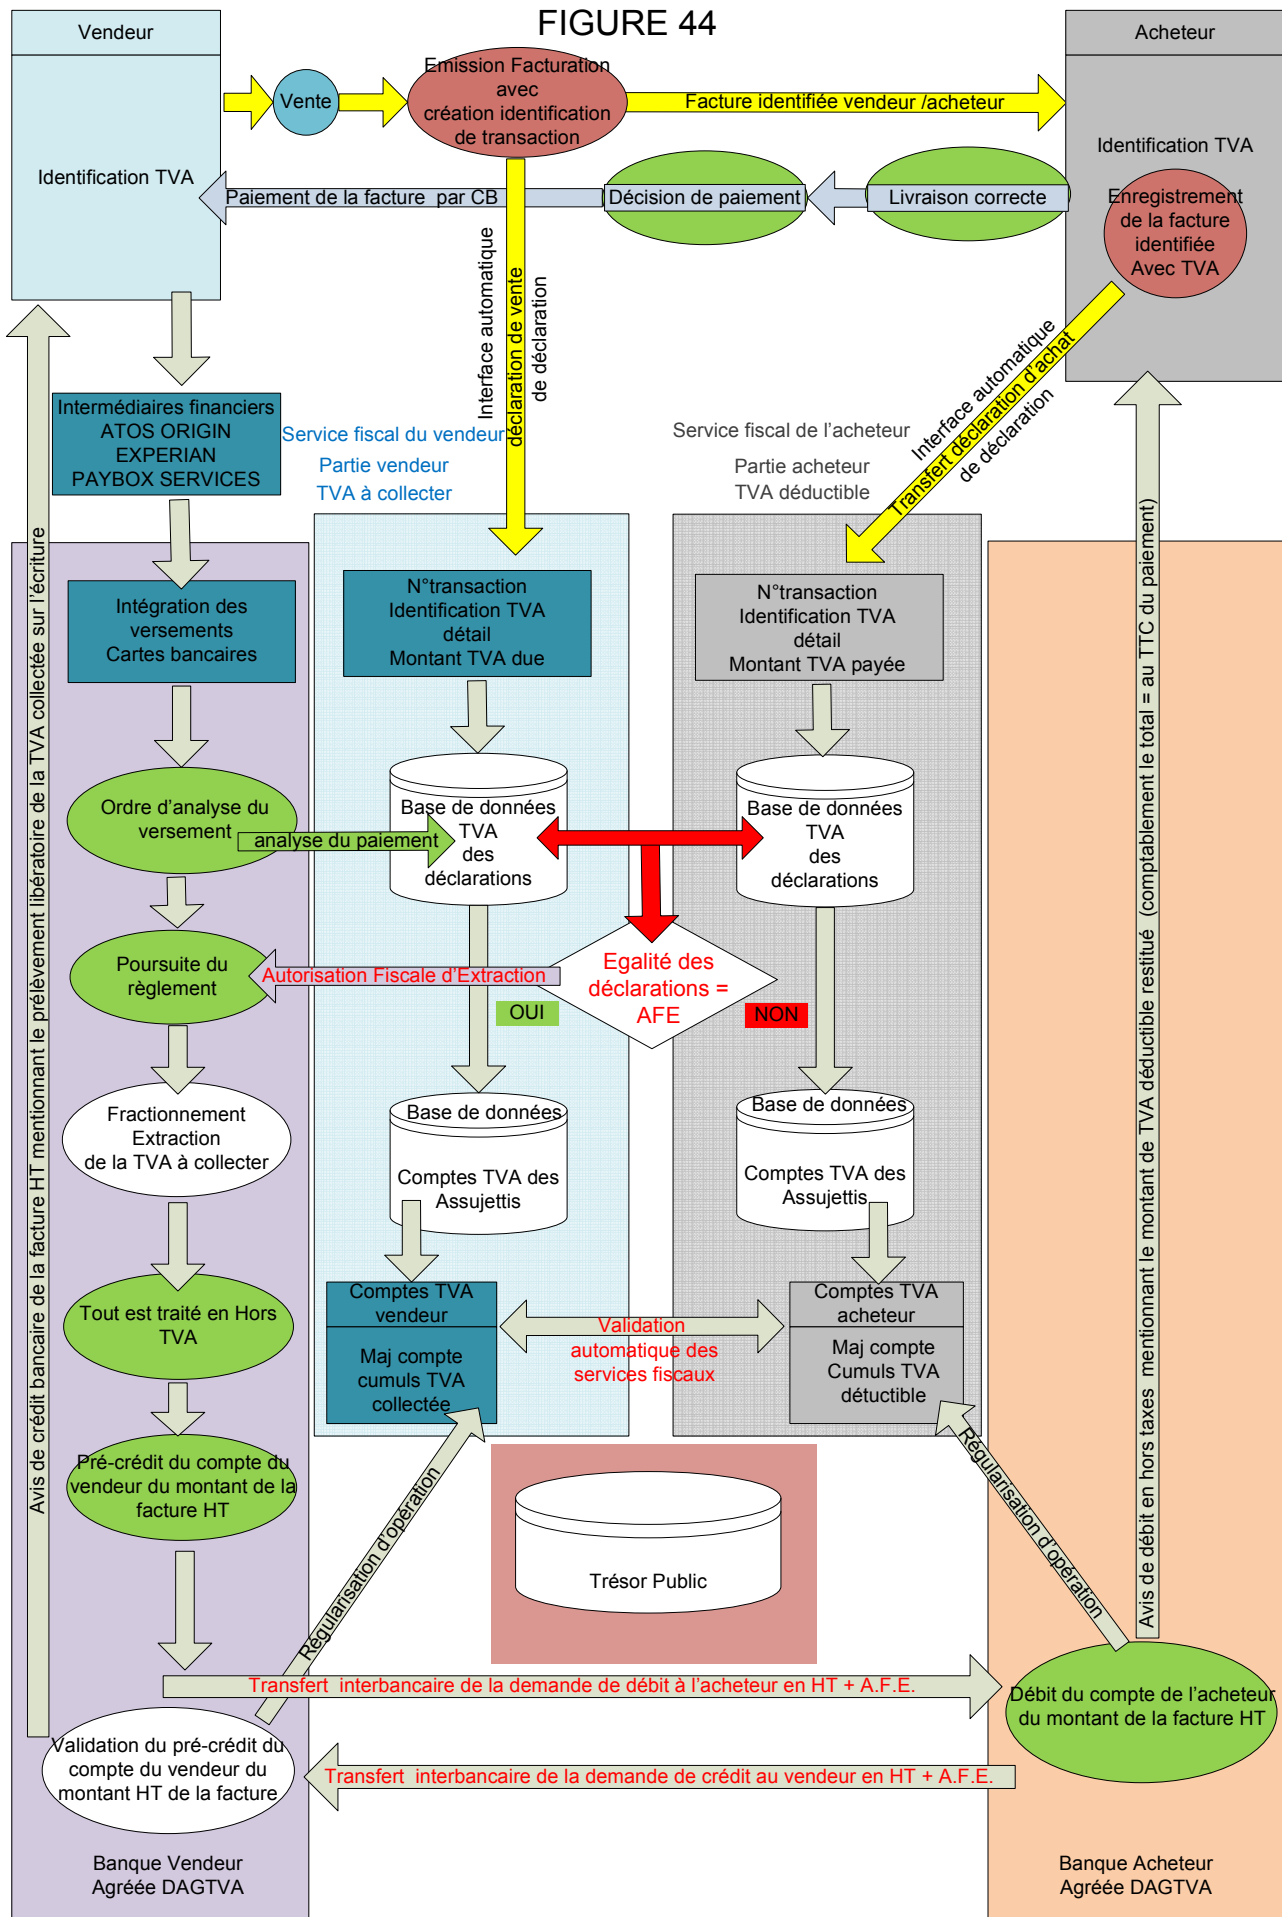 FIGURE 44
Vendeur
Identification TVA
Vente
Emission Facturation
avec
création identification
de transaction
Facture identifiée vendeur /acheteur
Acheteur
Identification TVA
Enregistrement
de la facture
identifiée
Avec TVA
Paiement de la facture par CB
Décision de paiement
Livraison correcte
Interface automatique
déclaration de vente
de déclaration
Interface automatique
Transfert déclaration d'achat
de déclaration
Intermédiaires financiers
ATOS ORIGIN
EXPERIAN
PAYBOX SERVICES
Service fiscal du vendeur
Partie vendeur
TVA à collecter
Service fiscal de l'acheteur
Partie acheteur
TVA déductible
Intégration des
versements
Cartes bancaires
N°transaction
Identification TVA
détail
Montant TVA due
N°transaction
Identification TVA
détail
Montant TVA payée
Ordre d'analyse du
versement
analyse du paiement
Base de données
TVA
des
déclarations
Base de données
TVA
des
déclarations
Poursuite du
règlement
Autorisation Fiscale d'Extraction
Egalité des
déclarations =
AFE
OUI
NON
Fractionnement
Extraction
de la TVA à collecter
Base de données
Comptes TVA des
Assujettis
Base de données
Comptes TVA des
Assujettis
Tout est traité en Hors
TVA
Comptes TVA
vendeur
Maj compte
cumuls TVA
collectée
Validation
automatique des
services fiscaux
Comptes TVA
acheteur
Maj compte
Cumuls TVA
détuctible
Pré-crédit du compte du
vendeur du montant de la
facture HT
Régularisation d'opération
Régularisation d'opération
Trésor Public
Transfert interbancaire de la demande de débit à l'acheteur en HT + A.F.E.
Débit du compte de l'acheteur
du montant de la facture HT
Validation du pré-crédit du
compte du vendeur du
montant HT de la facture
Transfert interbancaire de la demande de crédit au vendeur en HT + A.F.E.
Avis de crédit bancaire de la facture HT mentionnant le prélèvement libératoire de la TVA collectée sur l'écriture
Avis de débit en hors taxes mentionnant le montant de TVA déductible restitué (comptablement le total = au TTC du paiement)
Banque Vendeur
Agréée DAGTVA
Banque Acheteur
Agréée DAGTVA